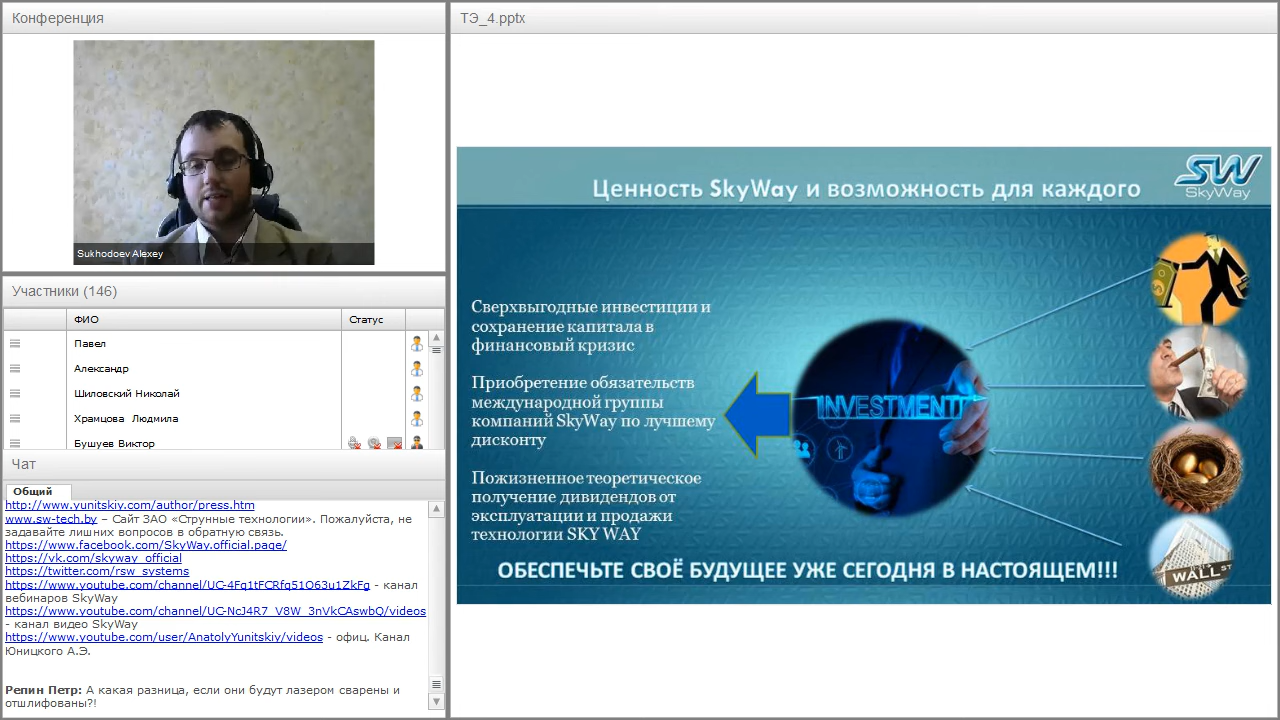 Конференция
Sukhodoev Alexey
Участники (146)
ФИО
Статус
Павел
Александр
Шиловский Николай
Храмцова Людмила
Бушуев Виктор
Чат
Общий
http://www.yunitskiy.com/author/press.htm
www.sw-tech.by – Сайт ЗАО «Струнные технологии». Пожалуйста, не
задавайте лишних вопросов в обратную связь.
https://www.facebook.com/SkyWay.official.page/
https://vk.com/skyway_official
https://twitter.com/rsw_systems
https://www.youtube.com/channel/UC-4Fq1tFCRfq51O63u1ZkFg - канал
вебинаров SkyWay
https://www.youtube.com/channel/UC-NcJ4R7_V8W_3nVkCAswbQ/videos
- канал видео SkyWay
https://www.youtube.com/user/AnatolyYunitskiy/videos - офиц. Канал
Юницкого А.Э.
Репин Петр: А какая разница, если они будут лазером сварены и
отшлифованы?!
ТЭ_4.pptx
Ценность SkyWay и возможность для каждого
SW
SkyWay
Сверхвыгодные инвестиции и
сохранение капитала в
финансовый кризис
Приобретение обязательств
международной группы
компаний SkyWay по лучшему
дисконту
Пожизненное теоретическое
получение дивидендов от
эксплуатации и продажи
технологии SKY WAY
INVESTMENT
WALL ST
ОБЕСПЕЧЬТЕ СВОЁ БУДУЩЕЕ УЖЕ СЕГОДНЯ В НАСТОЯЩЕМ!!!